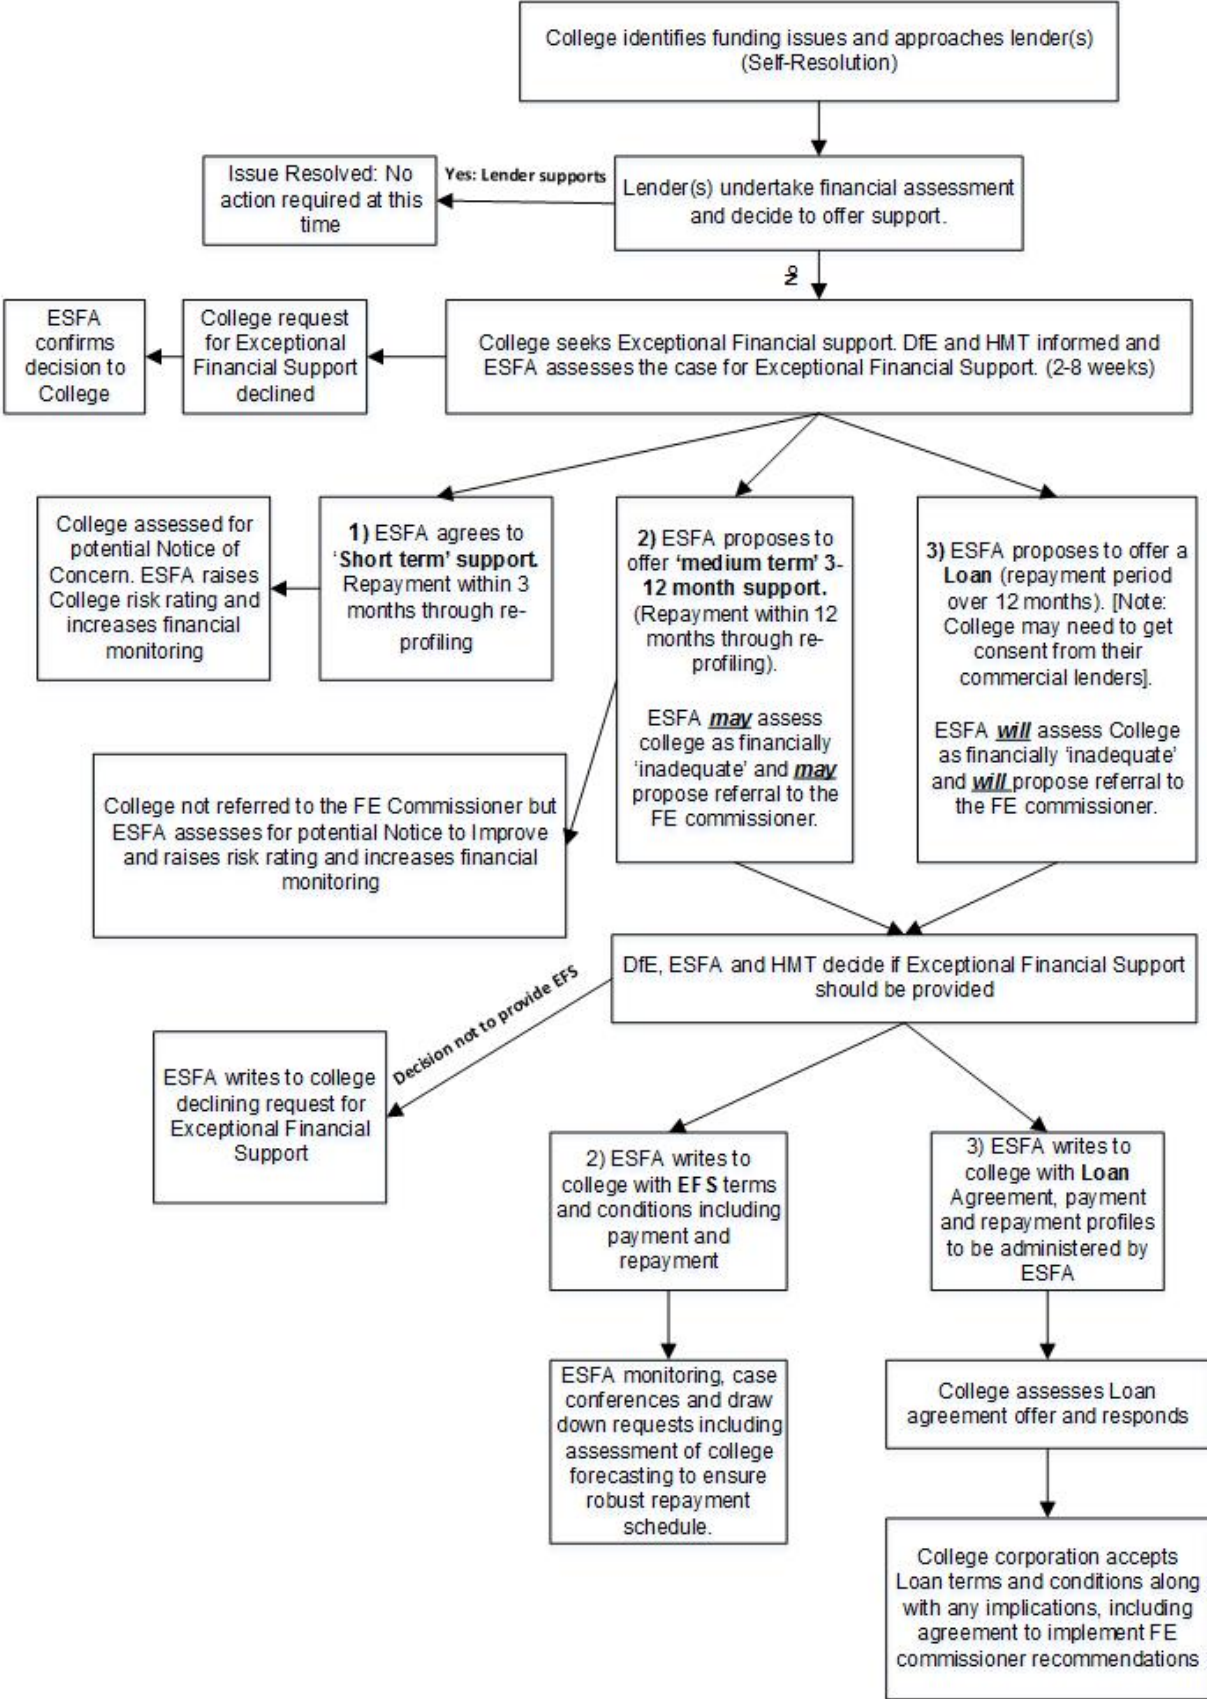 College identifies funding issues and approaches lender(s)
(Self-Resolution)
Issue Resolved: No
action required at this
time
Yes: Lender supports
Lender(s) undertake financial assessment
and decide to offer support.
No
ESFA
confirms
decision to
College
College request
for Exceptional
Financial Support
declined
College seeks Exceptional Financial support. DfE and HMT informed and
ESFA assesses the case for Exceptional Financial Support. (2-8 weeks)
College assessed for
potential Notice of
Concern. ESFA raises
College risk rating and
increases financial
monitoring
1) ESFA agrees to
‘Short term’ support.
Repayment within 3
months through re-
profiling
2) ESFA proposes to
offer ‘medium term’ 3-
12 month support.
(Repayment within 12
months through re-
profiling).
ESFA may assess
college as financially
‘inadequate’ and may
propose referral to the
FE commissioner.
3) ESFA proposes to offer a
Loan (repayment period
over 12 months). [Note:
College may need to get
consent from their
commercial lenders].
ESFA will assess College
as financially ‘inadequate’
and will propose referral to
the FE commissioner.
College not referred to the FE Commissioner but
ESFA assesses for potential Notice to Improve
and raises risk rating and increases financial
monitoring
DfE, ESFA and HMT decide if Exceptional Financial Support
should be provided
Decision not to provide EFS
ESFA writes to college
declining request for
Exceptional Financial
Support
2) ESFA writes to
college with EFS terms
and conditions including
payment and
repayment
3) ESFA writes to
college with Loan
Agreement, payment
and repayment profiles
to be administered by
ESFA
ESFA monitoring, case
conferences and draw
down requests including
assessment of college
forecasting to ensure
robust repayment
schedule.
College assesses Loan
agreement offer and responds
College corporation accepts
Loan terms and conditions along
with any implications, including
agreement to implement FE
commissioner recommendations